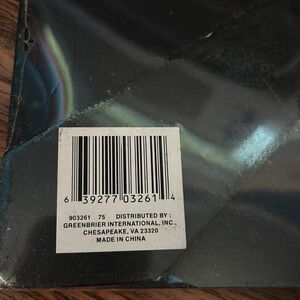 6 39277 03261 4
903261 75 DISTRIBUTED BY :
GREENBRIER INTERNATIONAL, INC.,
CHESAPEAKE, VA 23320
MADE IN CHINA